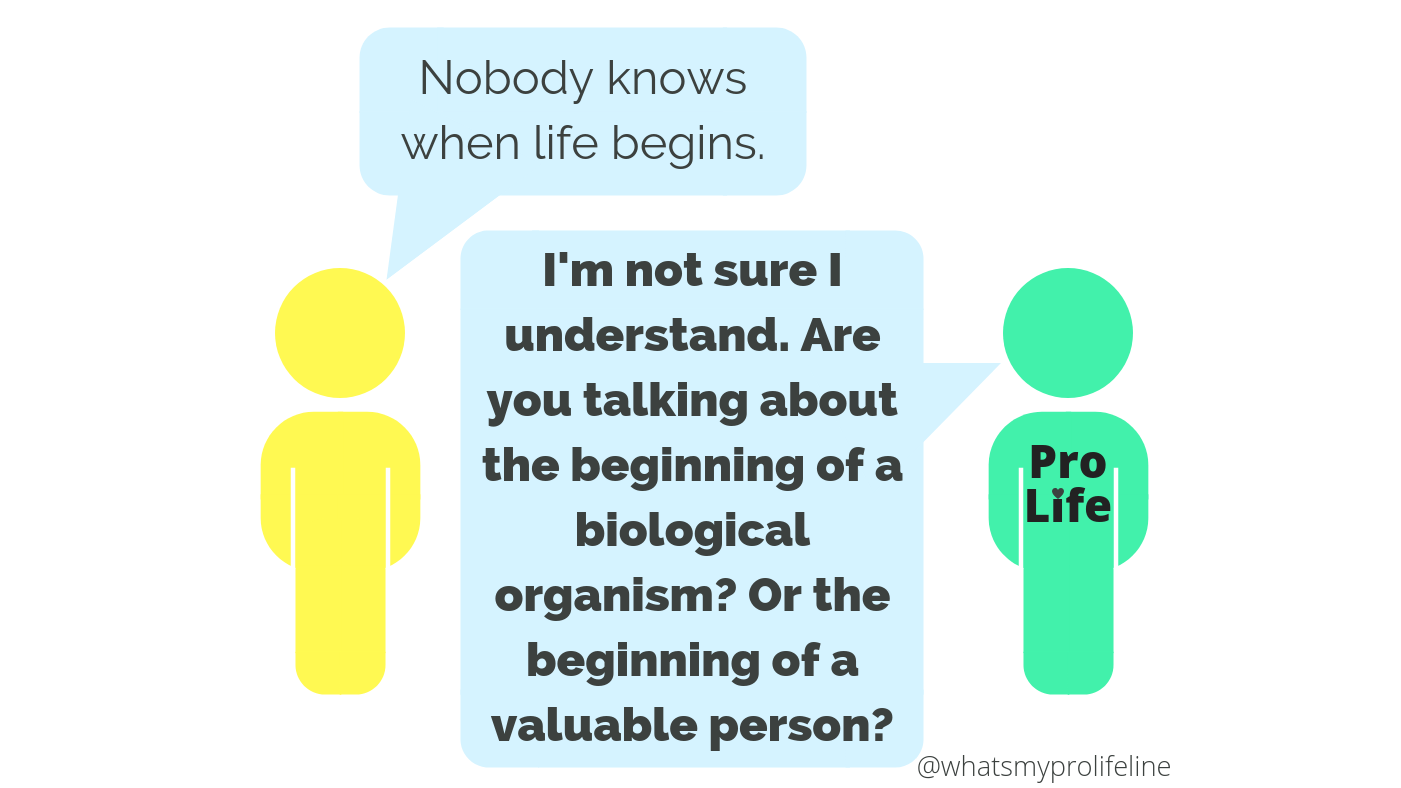 Nobody knows
when life begins.
I'm not sure I
understand. Are
you talking about
the beginning of a
biological
organism? Or the
beginning of a
valuable person?
Pro
Life
@whatsmyprolifeline